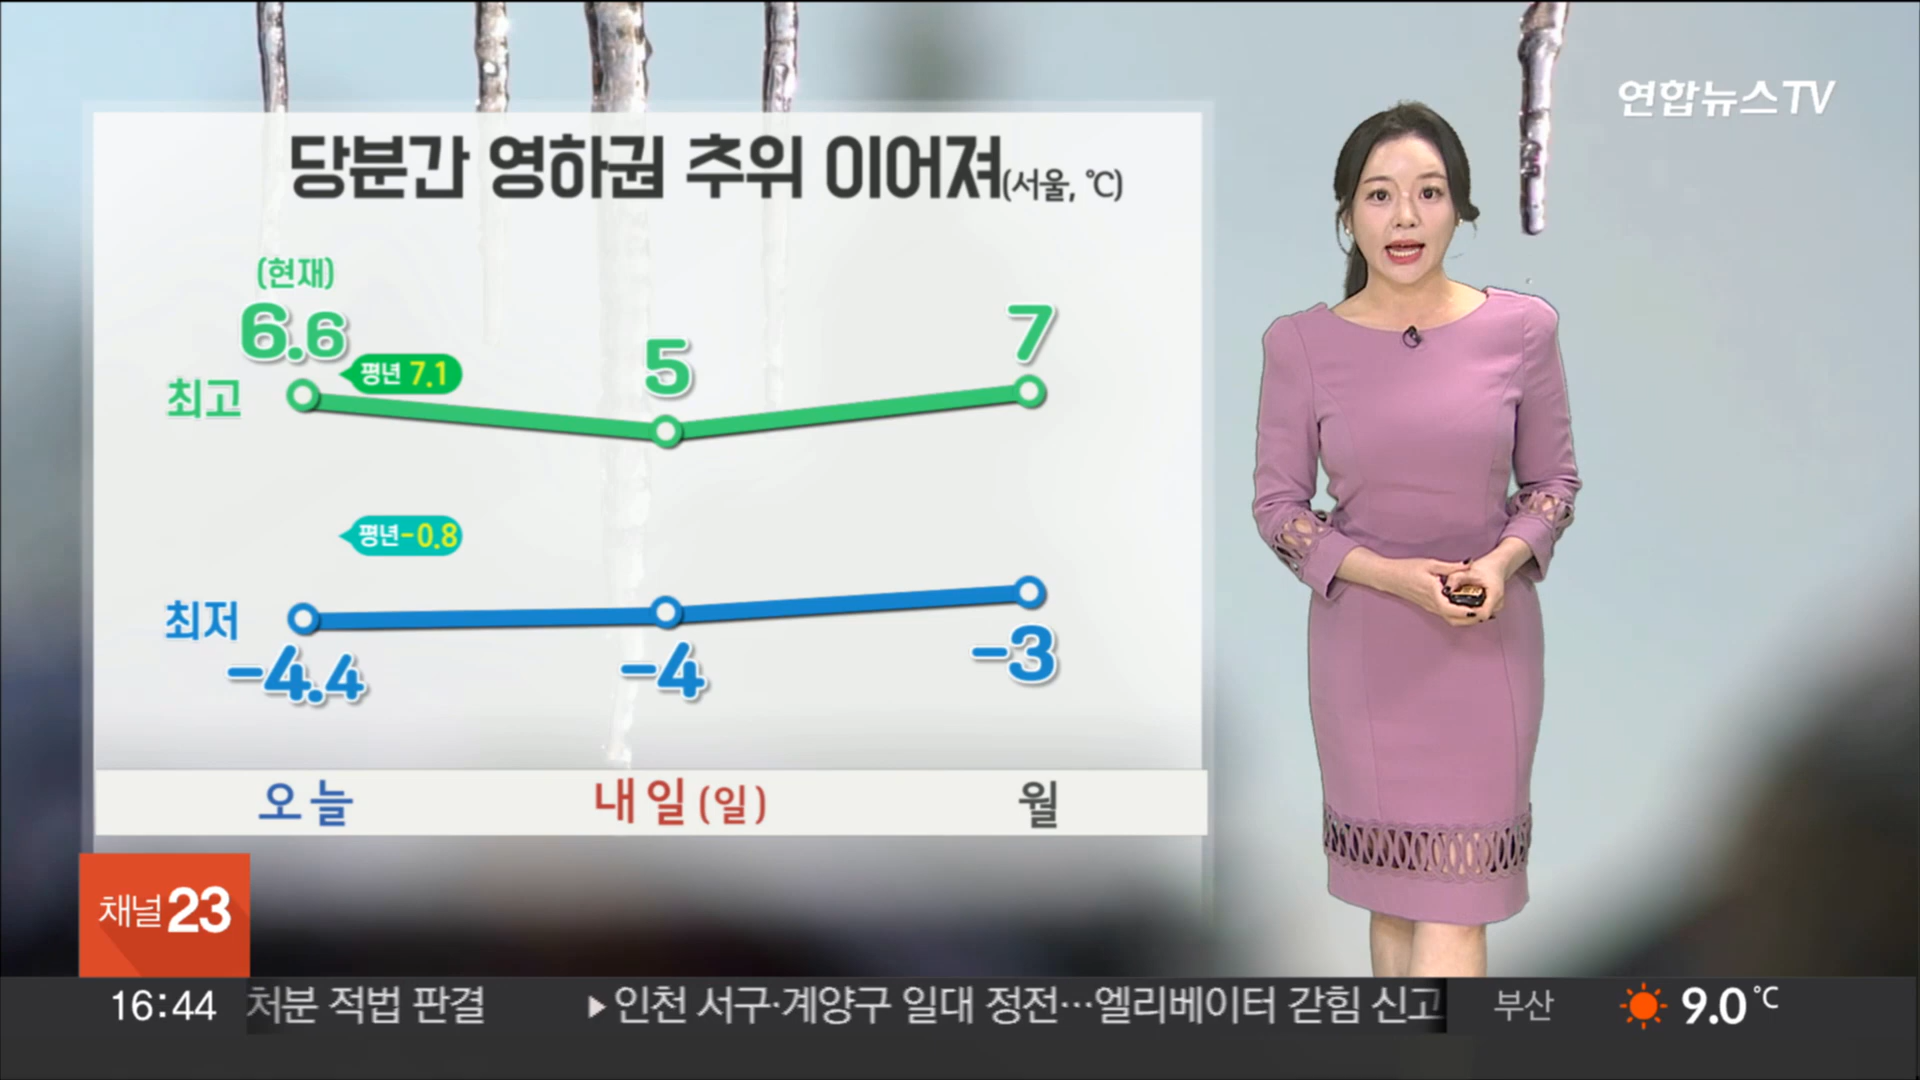 연합뉴스TV
당분간 영하권 추위 이어져(서울, ℃)
(현재)
6.6
5
7
평년 7.1
최고
평년 -0.8
최저
-4.4
-4
-3
오늘
내일(일)
월
채널 23
16:44
처분 적법 판결
▶인천 서구·계양구 일대 정전…엘리베이터 갇힘 신고
부산
9.0℃